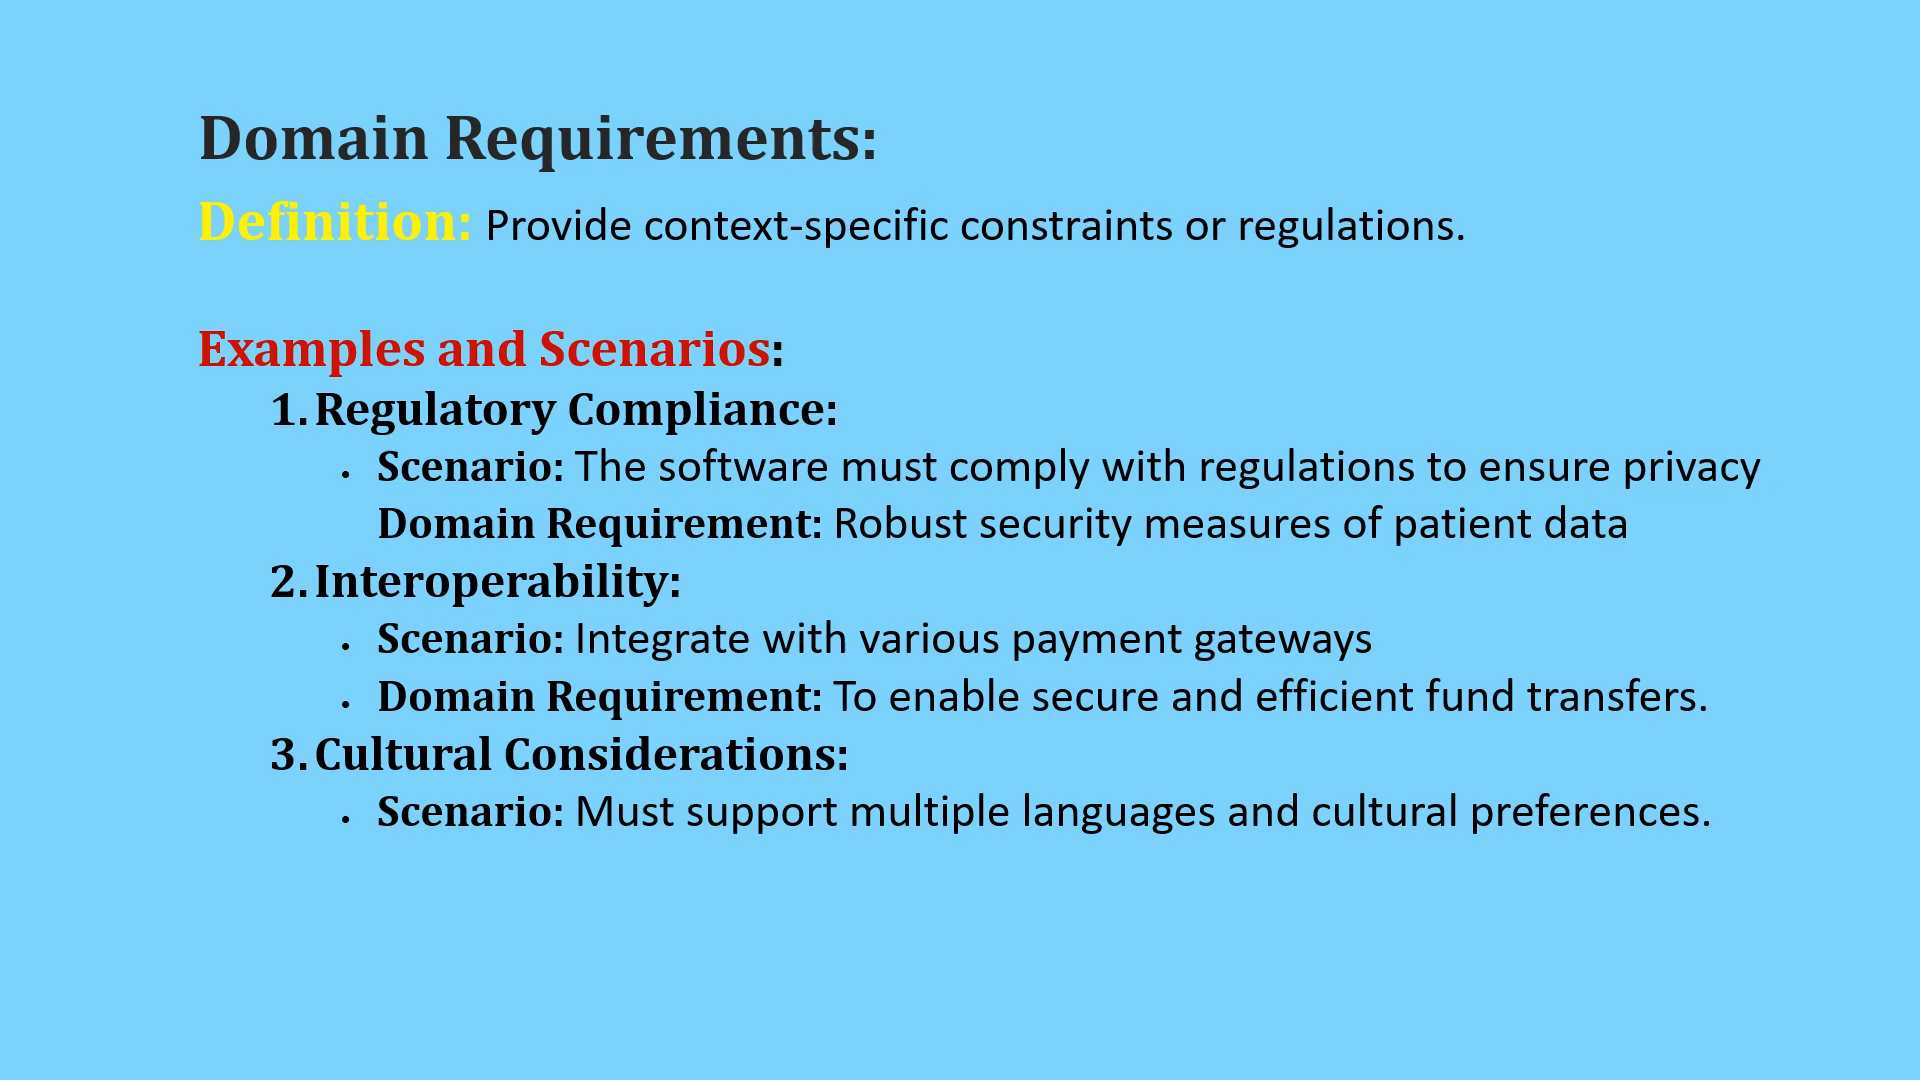 Domain Requirements:
Definition: Provide context-specific constraints or regulations.
Examples and Scenarios:
1. Regulatory Compliance:
• Scenario: The software must comply with regulations to ensure privacy
Domain Requirement: Robust security measures of patient data
2. Interoperability:
• Scenario: Integrate with various payment gateways
• Domain Requirement: To enable secure and efficient fund transfers.
3. Cultural Considerations:
• Scenario: Must support multiple languages and cultural preferences.